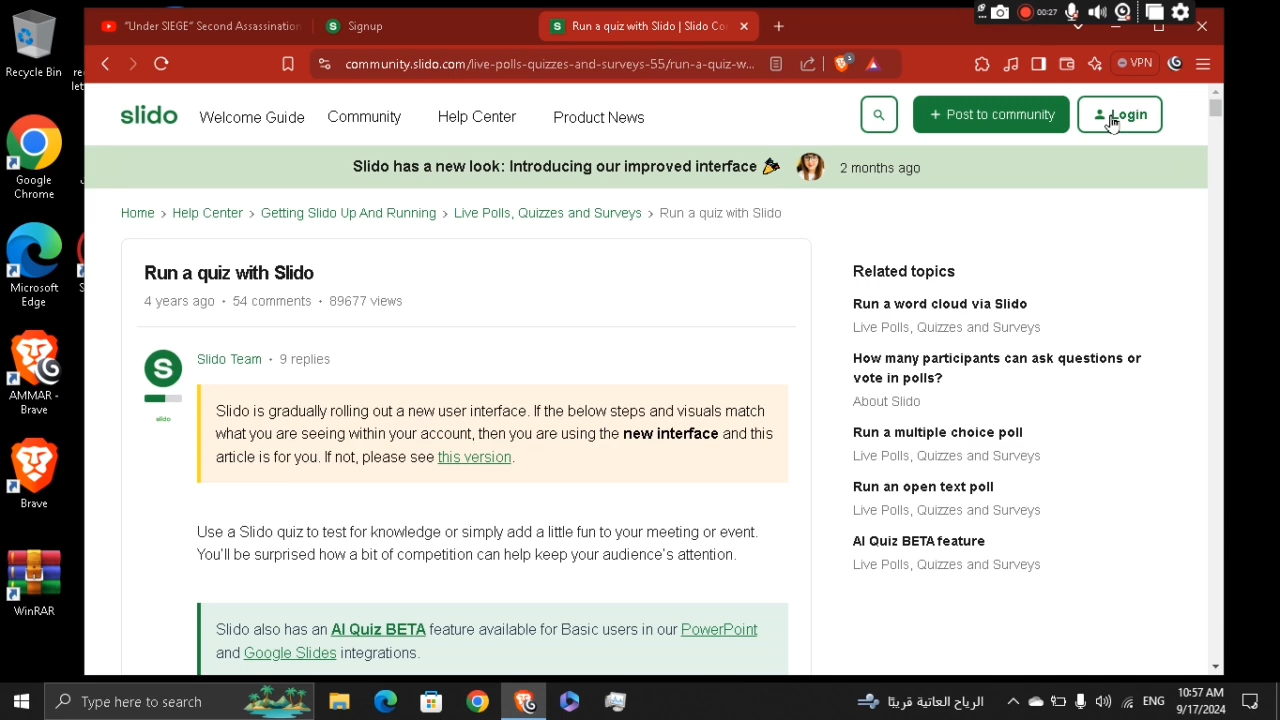 Recycle Bin
Google Chrome
Microsoft Edge
AMMAR - Brave
Brave
WinRAR
00:27
"Under SIEGE" Second Assassination
Signup
Run a quiz with Slido | Slido Co
community.slido.com/live-polls-quizzes-and-surveys-55/run-a-quiz-w...
VPN
slido
Welcome Guide
Community
Help Center
Product News
+ Post to community
Login
Slido has a new look: Introducing our improved interface 🎉
2 months ago
Home > Help Center > Getting Slido Up And Running > Live Polls, Quizzes and Surveys > Run a quiz with Slido
Run a quiz with Slido
4 years ago · 54 comments · 89677 views
S
slido
Slido Team · 9 replies
Slido is gradually rolling out a new user interface. If the below steps and visuals match
what you are seeing within your account, then you are using the new interface and this
article is for you. If not, please see this version.
Use a Slido quiz to test for knowledge or simply add a little fun to your meeting or event.
You'll be surprised how a bit of competition can help keep your audience's attention.
Slido also has an AI Quiz BETA feature available for Basic users in our PowerPoint
and Google Slides integrations.
Related topics
Run a word cloud via Slido
Live Polls, Quizzes and Surveys
How many participants can ask questions or
vote in polls?
About Slido
Run a multiple choice poll
Live Polls, Quizzes and Surveys
Run an open text poll
Live Polls, Quizzes and Surveys
AI Quiz BETA feature
Live Polls, Quizzes and Surveys
Type here to search
الرياح العاتية قريبًا
ENG
10:57 AM
9/17/2024